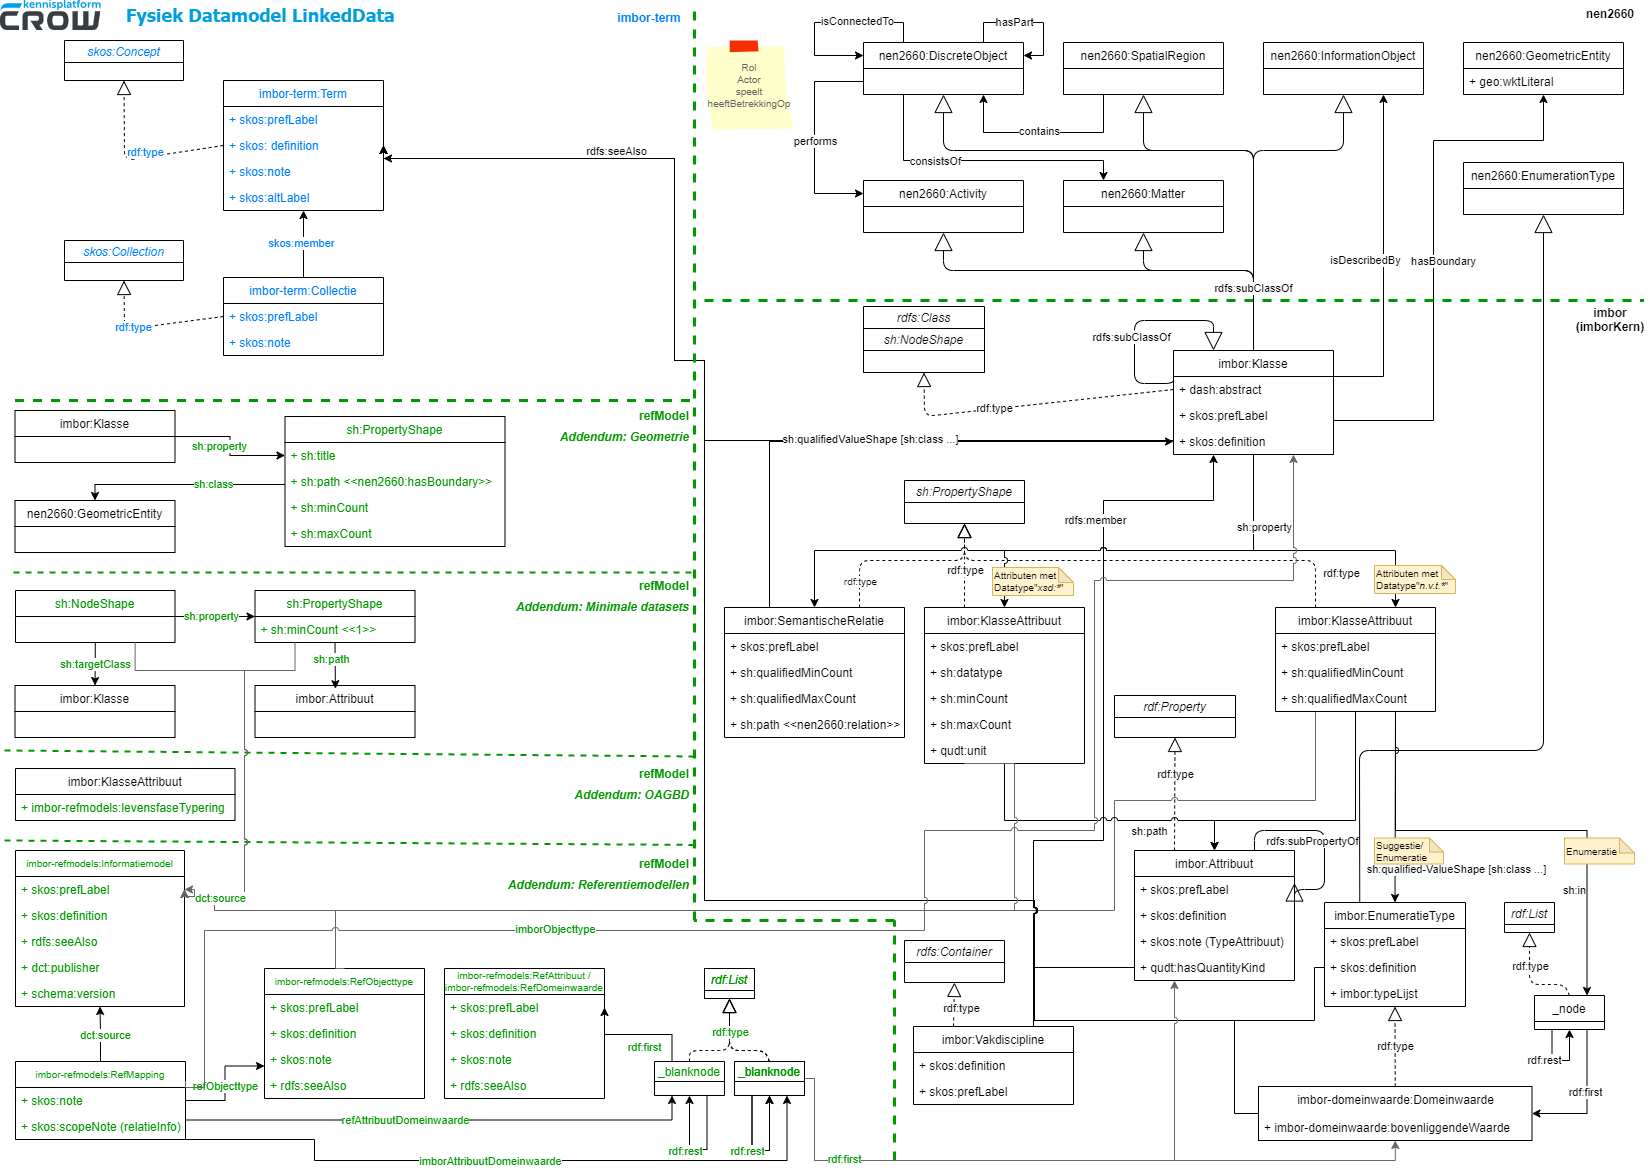 kennisplatform
CROW
Fysiek Datamodel LinkedData
imbor-term
skos:Concept
imbor-term:Term
+ skos:prefLabel
+ skos: definition
+ skos:note
+ skos:altLabel
rdf:type
rdfs:seeAlso
skos:member
skos:Collection
imbor-term:Collectie
+ skos:prefLabel
+ skos:note
rdf:type
nen2660
Rol
Actor
speelt
heeftBetrekkingOp
isConnectedTo
hasPart
nen2660:DiscreteObject
nen2660:SpatialRegion
nen2660:InformationObject
nen2660:GeometricEntity
+ geo:wktLiteral
contains
performs
consistsOf
nen2660:EnumerationType
nen2660:Activity
nen2660:Matter
isDescribedBy
hasBoundary
rdfs:subClassOf
imbor
(imborKern)
rdfs:Class
sh:NodeShape
rdfs:subClassOf
imbor:Klasse
+ dash:abstract
+ skos:prefLabel
+ skos:definition
rdf:type
sh:qualifiedValueShape [sh:class ...]
refModel
Addendum: Geometrie
imbor:Klasse
sh:property
sh:PropertyShape
+ sh:title
+ sh:path <<nen2660:hasBoundary>>
+ sh:minCount
+ sh:maxCount
sh:class
nen2660:GeometricEntity
sh:PropertyShape
rdfs:member
sh:property
rdf:type
rdf:type
rdf:type
Attributen met
Datatype"xsd:*"
Attributen met
Datatype"n.v.t.*"
refModel
Addendum: Minimale datasets
sh:NodeShape
sh:property
sh:PropertyShape
+ sh:minCount <<1>>
sh:targetClass
sh:path
imbor:Klasse
imbor:Attribuut
imbor:SemantischeRelatie
+ skos:prefLabel
+ sh:qualifiedMinCount
+ sh:qualifiedMaxCount
+ sh:path <<nen2660:relation>>
imbor:KlasseAttribuut
+ skos:prefLabel
+ sh:datatype
+ sh:minCount
+ sh:maxCount
+ qudt:unit
imbor:KlasseAttribuut
+ skos:prefLabel
+ sh:qualifiedMinCount
+ sh:qualifiedMaxCount
rdf:Property
rdf:type
refModel
Addendum: OAGBD
imbor:KlasseAttribuut
+ imbor-refmodels:levensfaseTypering
sh:path
rdfs:subPropertyOf
Suggestie/
Enumeratie
Enumeratie
sh:qualified-ValueShape [sh:class ...]
sh:in
imbor:Attribuut
+ skos:prefLabel
+ skos:definition
+ skos:note (TypeAttribuut)
+ qudt:hasQuantityKind
imbor:EnumeratieType
+ skos:prefLabel
+ skos:definition
+ imbor:typeLijst
rdf:List
rdf:type
_node
rdf:rest
rdf:first
rdf:type
refModel
Addendum: Referentiemodellen
imbor-refmodels:Informatiemodel
+ skos:prefLabel
+ skos:definition
+ rdfs:seeAlso
+ dct:publisher
+ schema:version
dct:source
imborObjecttype
dct:source
imbor-refmodels:RefObjecttype
+ skos:prefLabel
+ skos:definition
+ skos:note
+ rdfs:seeAlso
imbor-refmodels:RefAttribuut /
imbor-refmodels:RefDomeinwaarde
+ skos:prefLabel
+ skos:definition
+ skos:note
+ rdfs:seeAlso
rdf:List
rdf:type
rdf:first
_blanknode
_blanknode
rdf:rest
rdf:rest
rdf:first
imbor-refmodels:RefMapping
+ skos:note
+ skos:scopeNote (relatieInfo)
refObjecttype
refAttribuutDomeinwaarde
imborAttribuutDomeinwaarde
rdfs:Container
rdf:type
imbor:Vakdiscipline
+ skos:definition
+ skos:prefLabel
imbor-domeinwaarde:Domeinwaarde
+ imbor-domeinwaarde:bovenliggendeWaarde